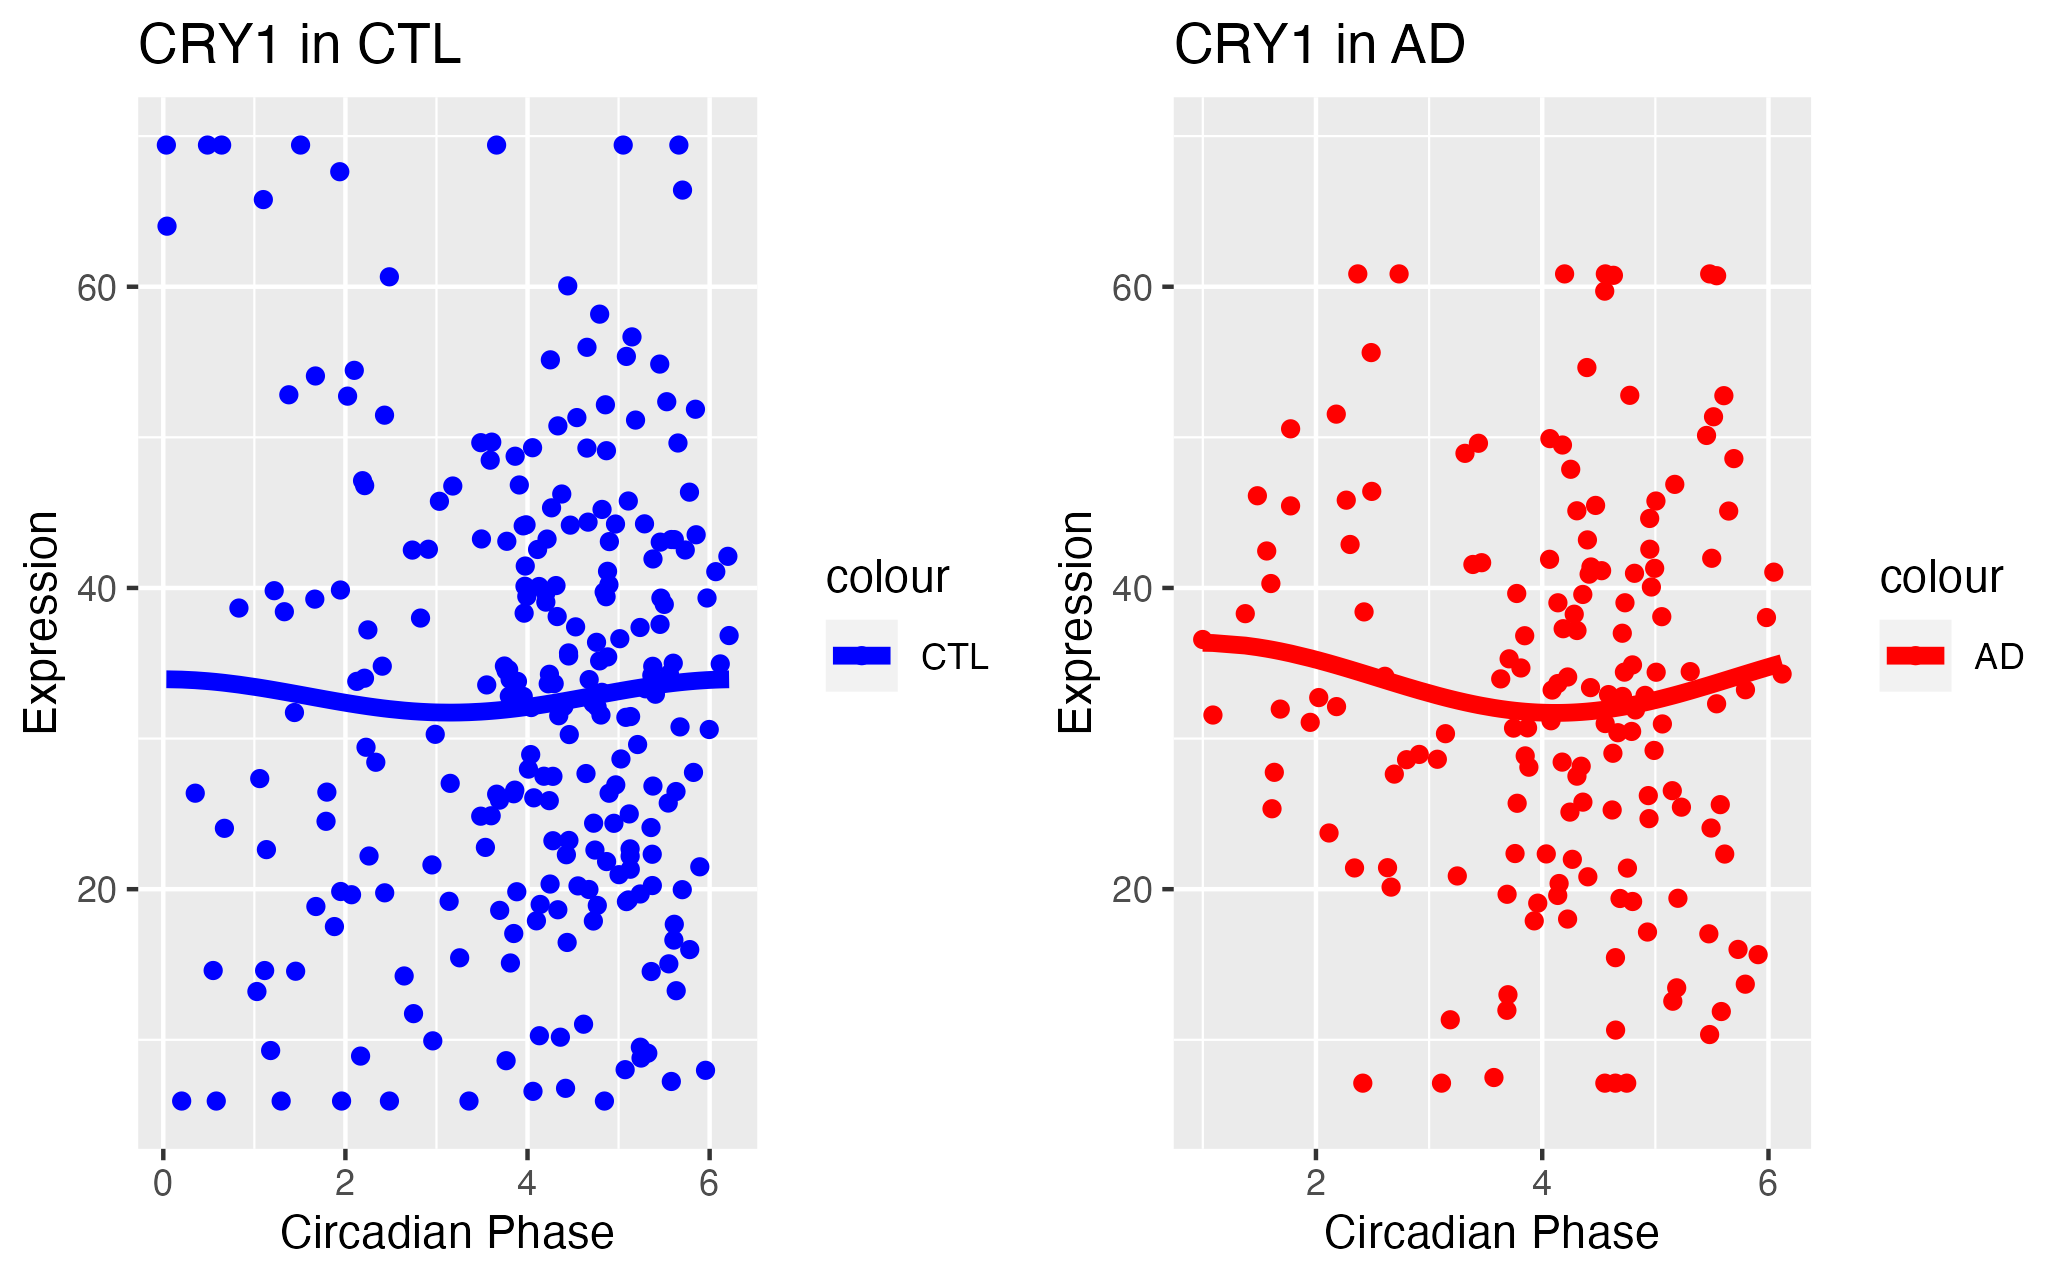 CRY1 in CTL
Expression
60
40
20
0 2 4 6
Circadian Phase
colour
CTL
CRY1 in AD
Expression
60
40
20
2 4 6
Circadian Phase
colour
AD